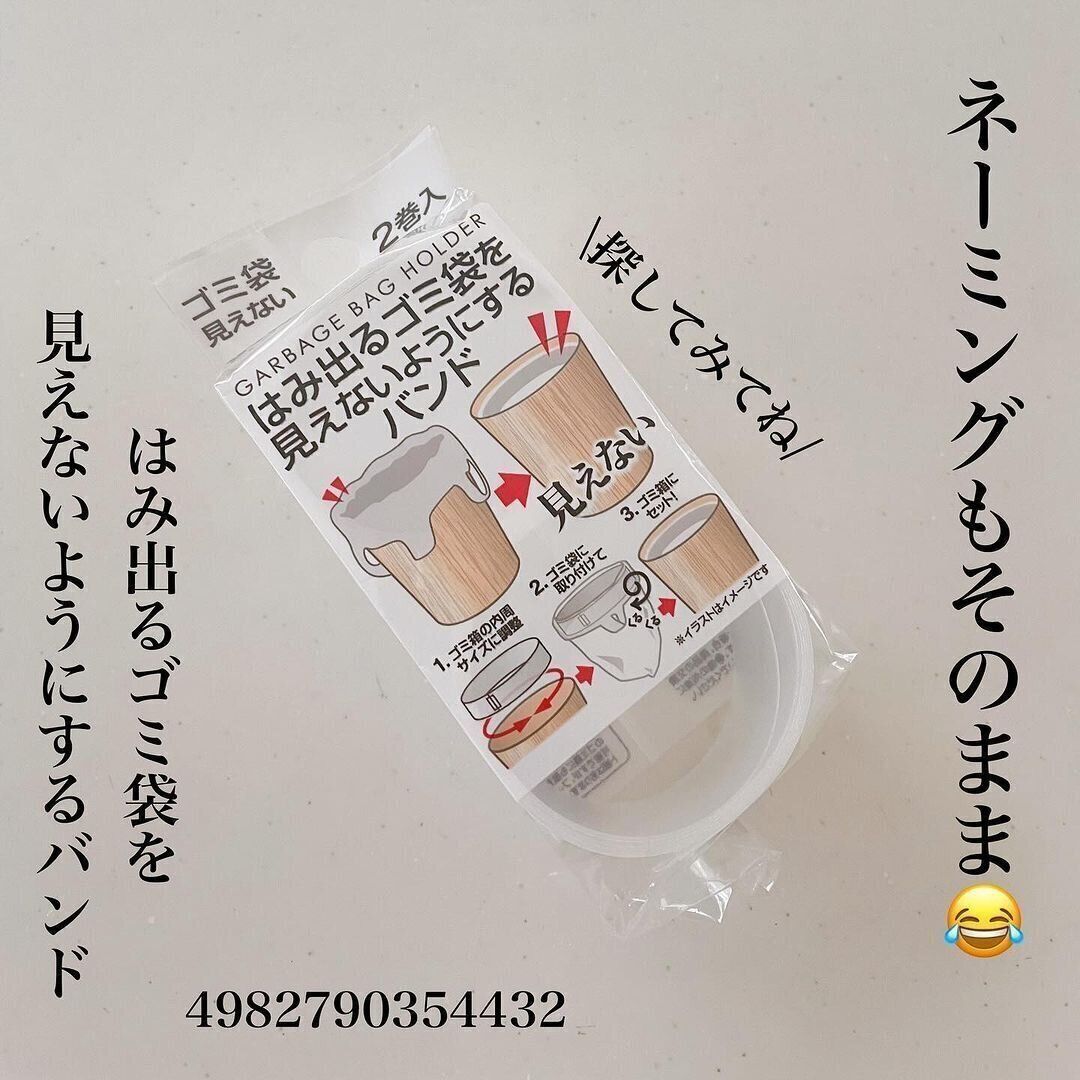 ネーミングもそのまま😂
\探してみてね/
はみ出るゴミ袋を
見えないようにするバンド
4982790354432
ゴミ袋
見えない
2巻入
GARBAGE BAG HOLDER
はみ出るゴミ袋を
見えないようにする
バンド
見えない
1. ゴミ箱の内周
サイズに調整
2. ゴミ袋に
取り付けて
くるくる
3. ゴミ箱に
セット!
※イラストはイメージです